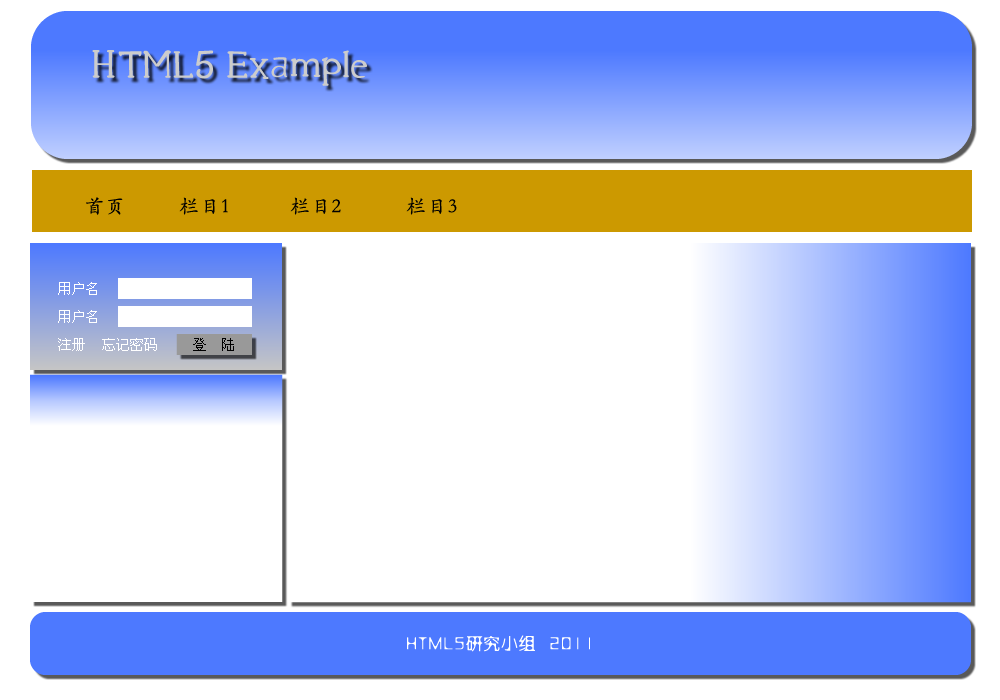 HTML5 Example
首页 栏目1 栏目2 栏目3
用户名
用户名
注册 忘记密码 登 陆
HTML5研究小组 2011